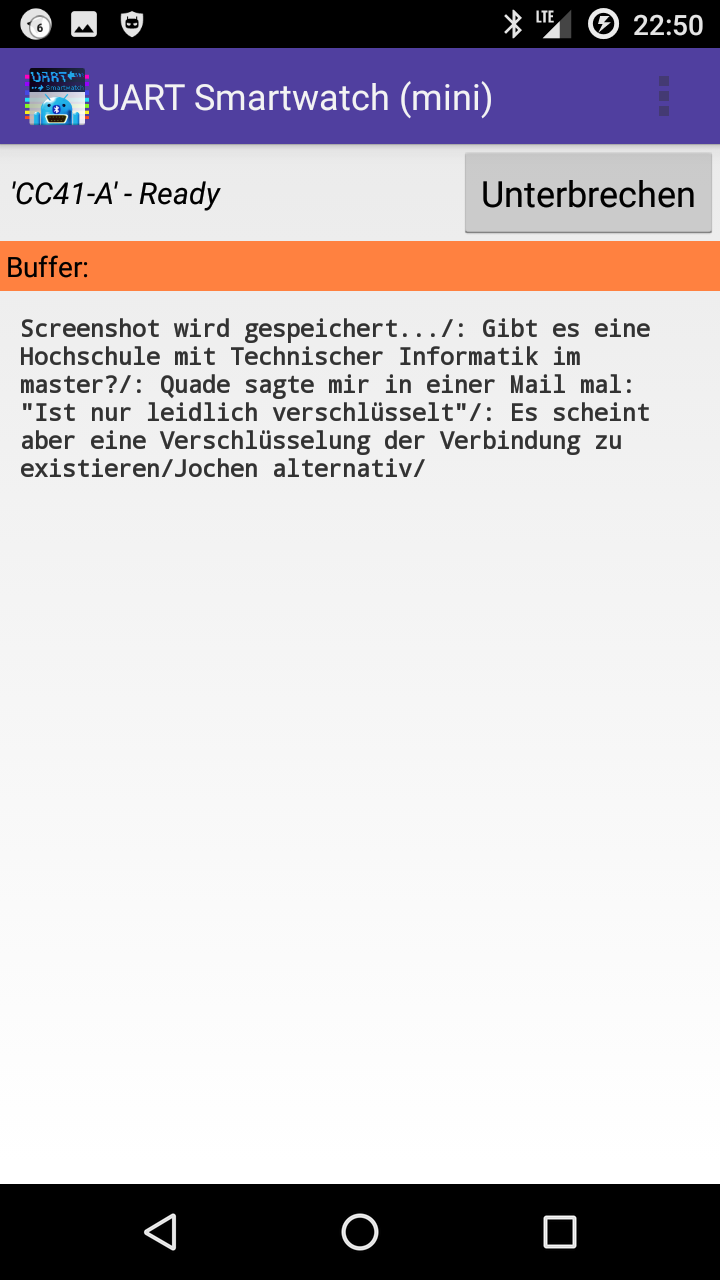 6
LTE
22:50
UART
Smartwatch
UART Smartwatch (mini)
'CC41-A' - Ready
Unterbrechen
Buffer:
Screenshot wird gespeichert.../: Gibt es eine
Hochschule mit Technischer Informatik im
master?/: Quade sagte mir in einer Mail mal:
"Ist nur leidlich verschlüsselt"/: Es scheint
aber eine Verschlüsselung der Verbindung zu
existieren/Jochen alternativ/